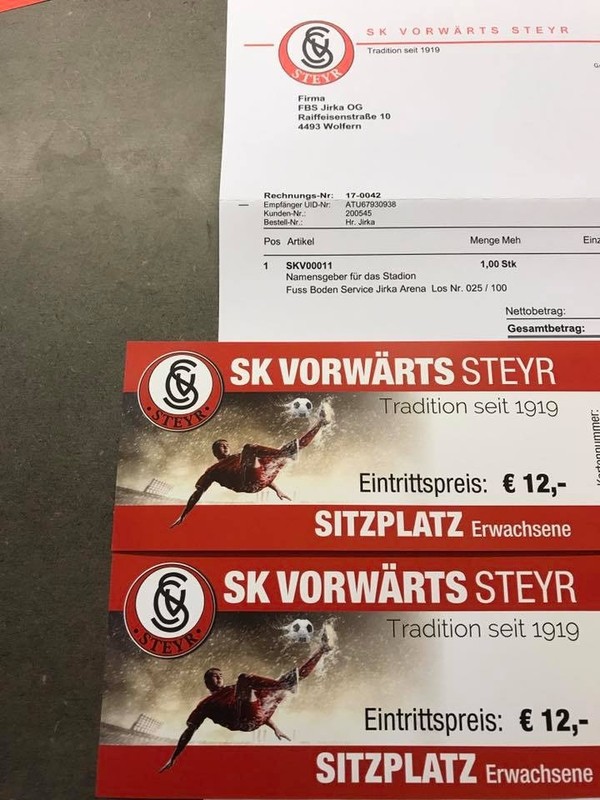 SK VORWÄRTS STEYR
Tradition seit 1919
STEYR
Firma
FBS Jirka OG
Raiffeisenstraße 10
4493 Wolfern
Rechnungs-Nr: 17-0042
Empfänger UID-Nr: ATU67930938
Kunden-Nr.: 200545
Bestell-Nr.: Hr. Jirka
Pos Artikel Menge Meh Einz
1 SKV00011 1,00 Stk
Namensgeber für das Stadion
Fuss Boden Service Jirka Arena Los Nr. 025 / 100
Nettobetrag:
Gesamtbetrag:
STEYR
SK VORWÄRTS STEYR
Tradition seit 1919
Eintrittspreis: € 12,-
SITZPLATZ Erwachsene
STEYR
SK VORWÄRTS STEYR
Tradition seit 1919
Eintrittspreis: € 12,-
SITZPLATZ Erwachsene